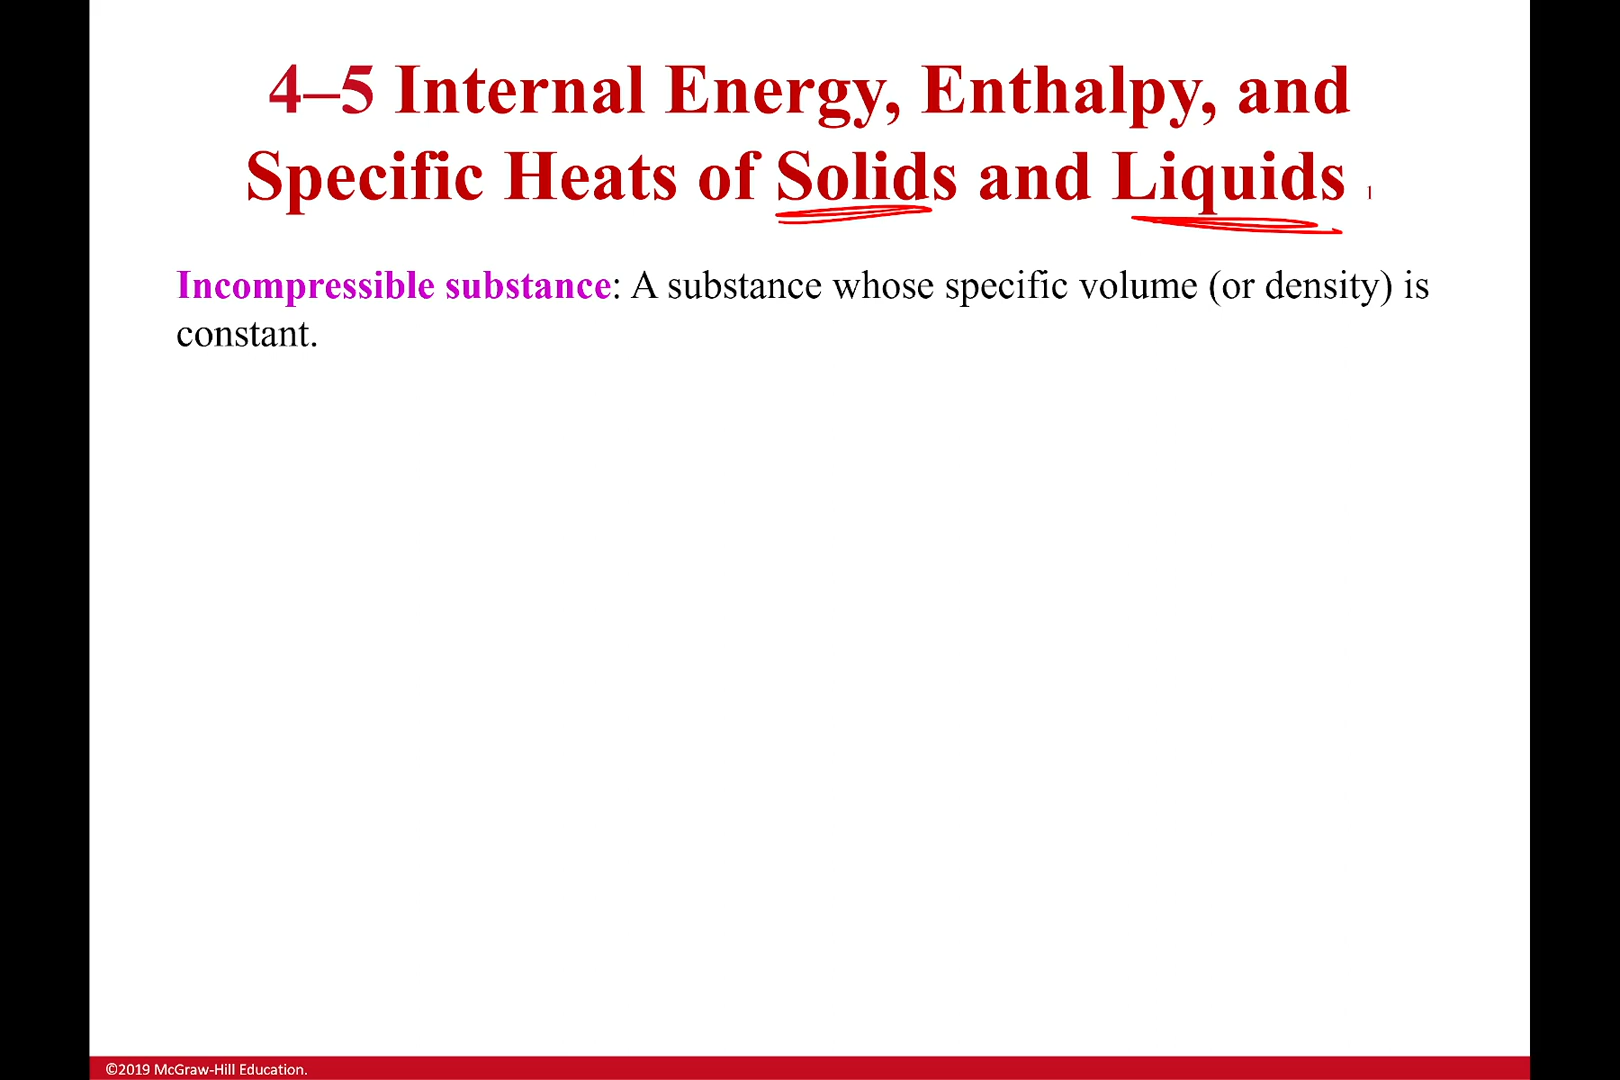 4–5 Internal Energy, Enthalpy, and
Specific Heats of Solids and Liquids 1
Incompressible substance: A substance whose specific volume (or density) is
constant.
©2019 McGraw-Hill Education.